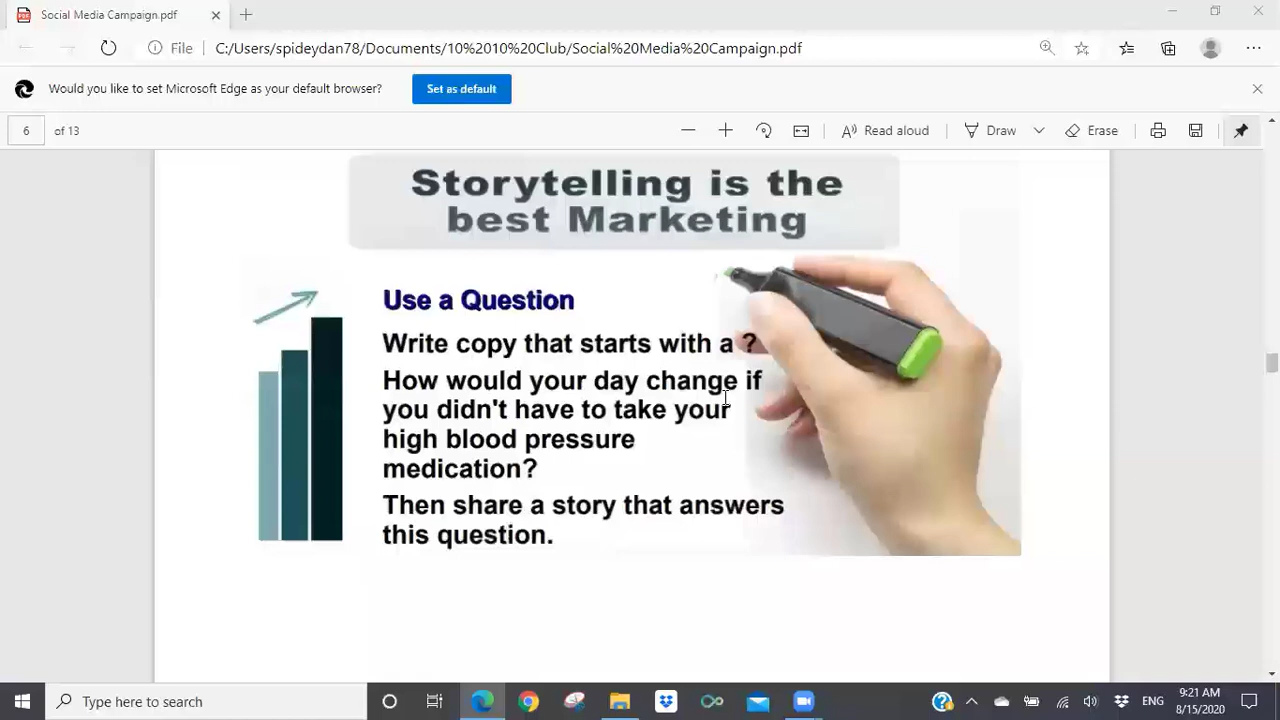 Social Media Campaign.pdf
File
C:/Users/spideydan78/Documents/10%2010%20Club/Social%20Media%20Campaign.pdf
Would you like to set Microsoft Edge as your default browser?
Set as default
6 of 13
Read aloud
Draw
Erase
Storytelling is the
best Marketing
Use a Question
Write copy that starts with a ?
How would your day change if
you didn't have to take your
high blood pressure
medication?
Then share a story that answers
this question.
Type here to search
ENG
9:21 AM
8/15/2020